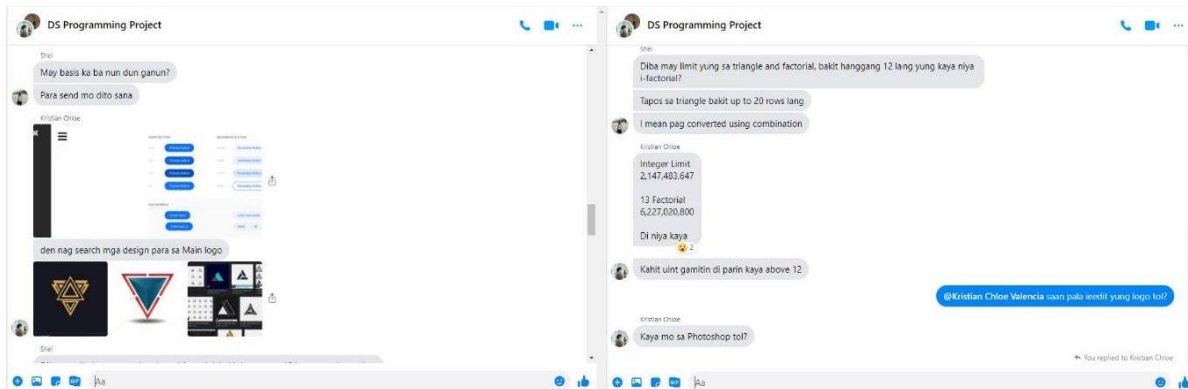 DS Programming Project
Shei
May basis ka ba nun dun ganun?
Para send mo dito sana
Kristian Chloe
den nag search mga design para sa Main logo
Shei
Aa
DS Programming Project
Shei
Diba may limit yung sa triangle and factorial, bakit hanggang 12 lang yung kaya niya
i-factorial?
Tapos sa triangle bakit up to 20 rows lang
I mean pag converted using combination
Kristian Chloe
Integer Limit
2,147,483,647
13 Factorial
6,227,020,800
Di niya kaya
2
Kahit uint gamitin di parin kaya above 12
@Kristian Chloe Valencia saan pala ieedit yung logo tol?
Kristian Chloe
Kaya mo sa Photoshop tol?
You replied to Kristian Chloe
GIF
Aa